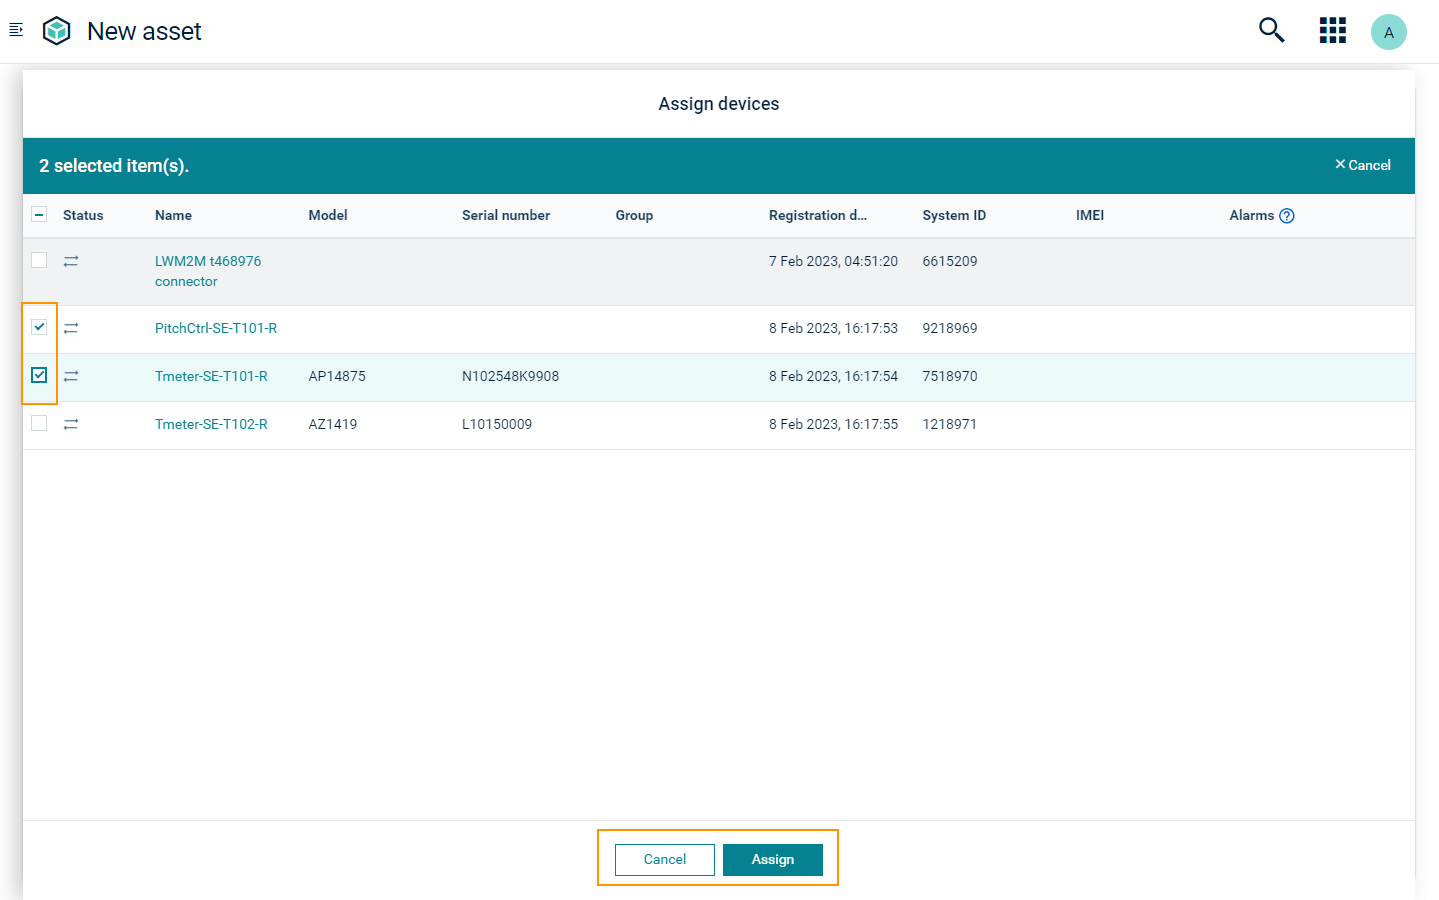 New asset
A
Assign devices
2 selected item(s).
Cancel
Status Name Model Serial number Group Registration d... System ID IMEI Alarms ?
LWM2M t468976 7 Feb 2023, 04:51:20 6615209
connector
PitchCtrl-SE-T101-R 8 Feb 2023, 16:17:53 9218969
Tmeter-SE-T101-R AP14875 N102548K9908 8 Feb 2023, 16:17:54 7518970
Tmeter-SE-T102-R AZ1419 L10150009 8 Feb 2023, 16:17:55 1218971
Cancel Assign